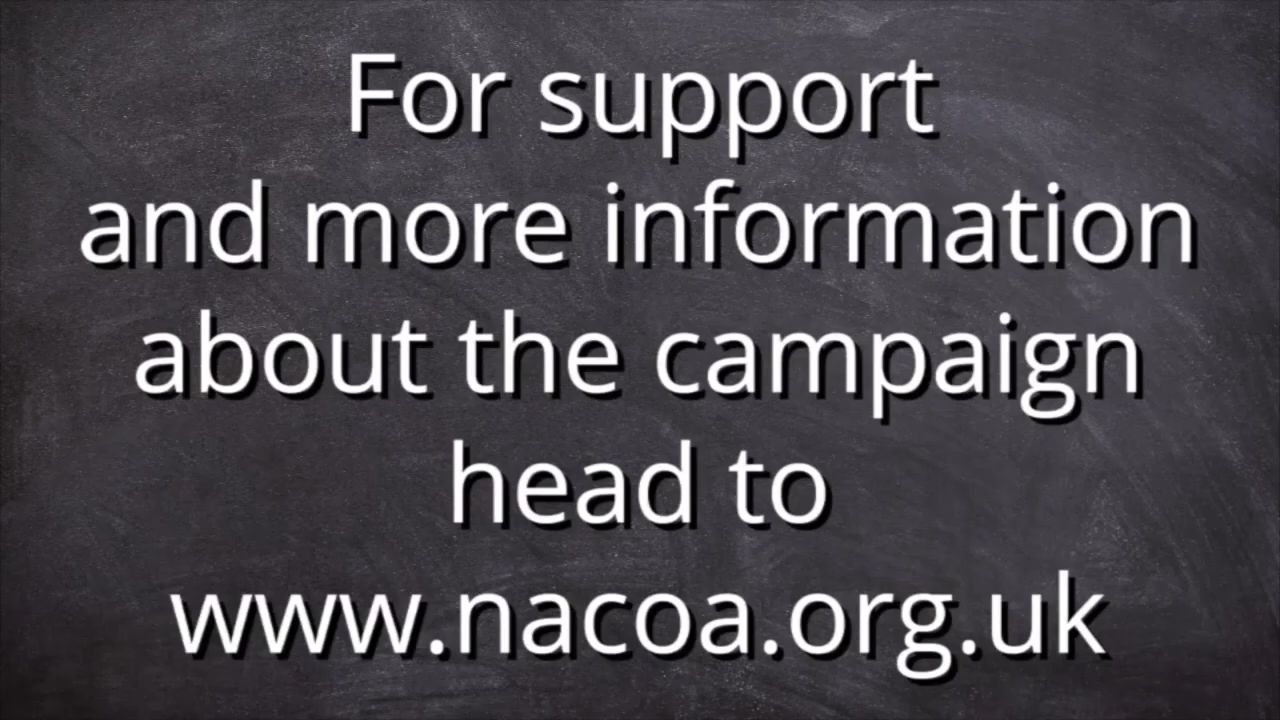 For support
and more information
about the campaign
head to
www.nacoa.org.uk